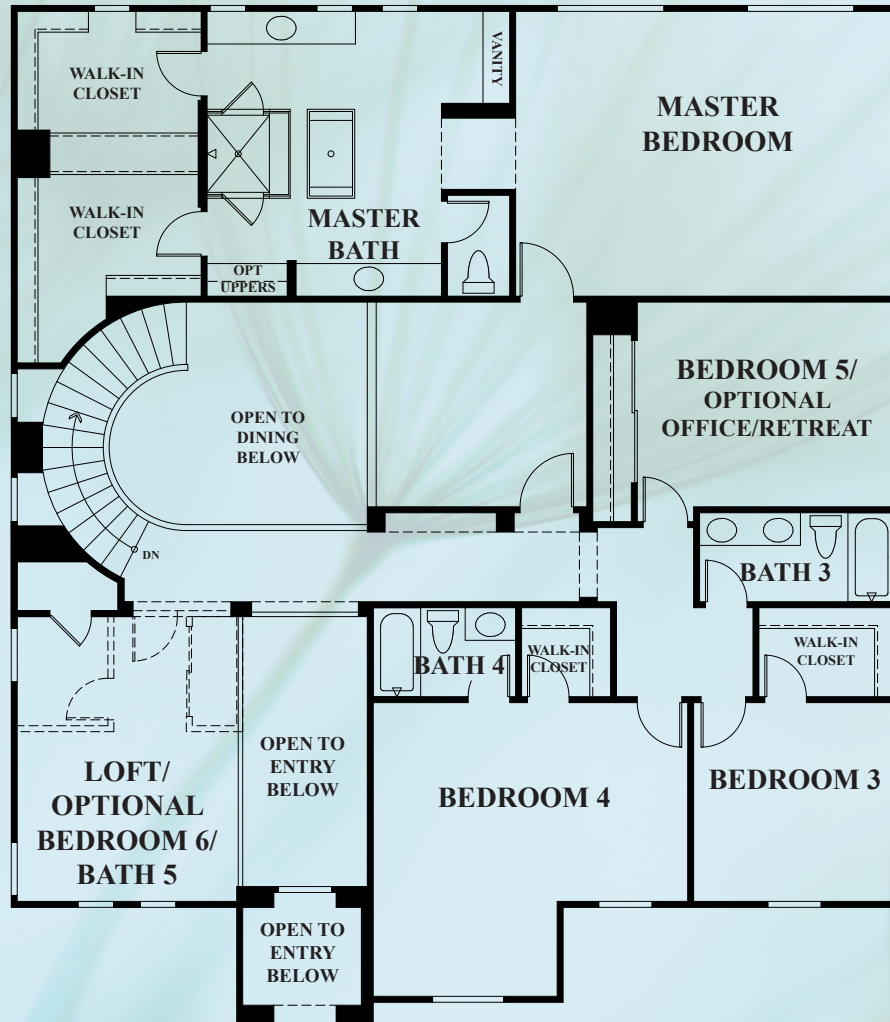 WALK-IN
CLOSET
VANITY
MASTER
BEDROOM
WALK-IN
CLOSET
MASTER
BATH
OPT
UPPERS
OPEN TO
DINING
BELOW
BEDROOM 5/
OPTIONAL
OFFICE/RETREAT
DN
BATH 3
BATH 4
WALK-IN
CLOSET
WALK-IN
CLOSET
LOFT/
OPTIONAL
BEDROOM 6/
BATH 5
OPEN TO
ENTRY
BELOW
BEDROOM 4
BEDROOM 3
OPEN TO
ENTRY
BELOW